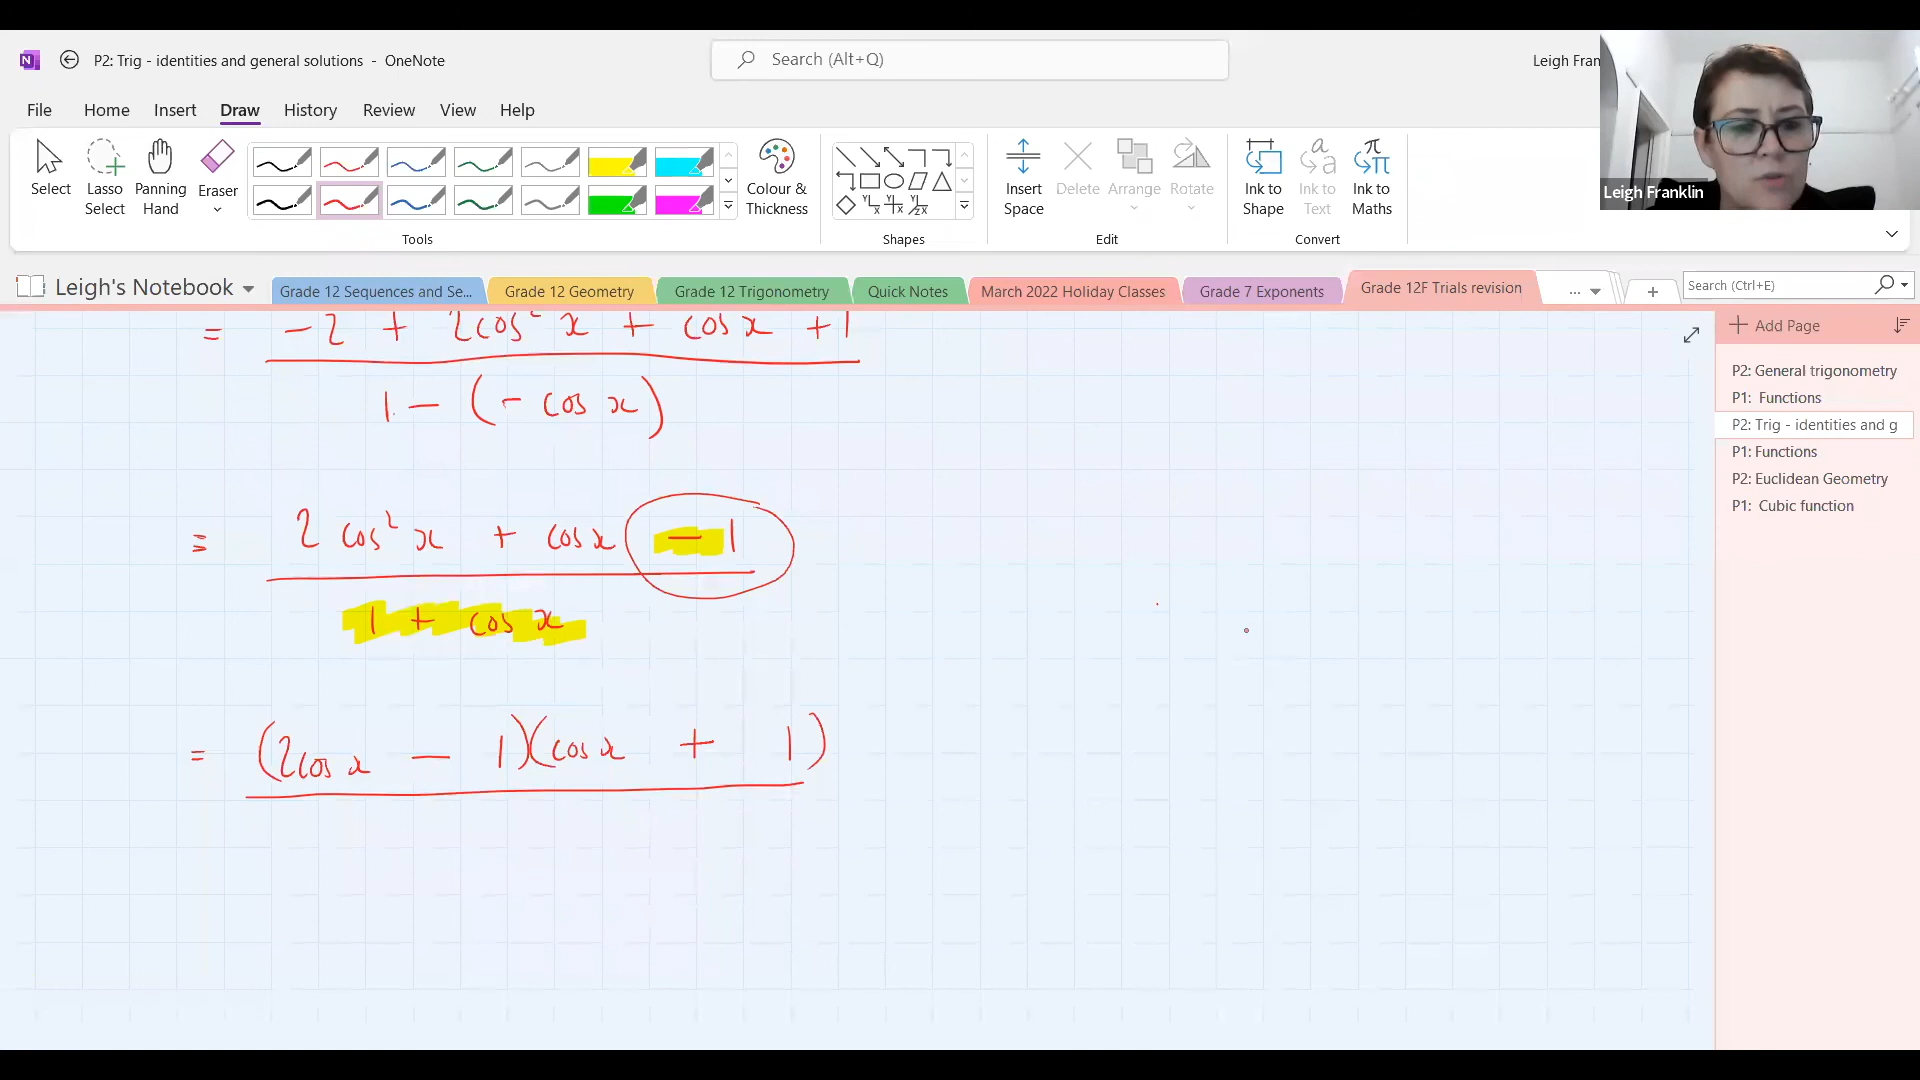 P2: Trig - identities and general solutions - OneNote
Search (Alt+Q)
Leigh Fran
File Home Insert Draw History Review View Help
Select
Lasso Select
Panning Hand
Eraser
Colour & Thickness
Insert Space
Delete
Arrange
Rotate
Ink to Shape
Ink to Text
Ink to Maths
Leigh Franklin
Tools
Shapes
Edit
Convert
Leigh's Notebook
Grade 12 Sequences and Se...
Grade 12 Geometry
Grade 12 Trigonometry
Quick Notes
March 2022 Holiday Classes
Grade 7 Exponents
Grade 12F Trials revision
...
Search (Ctrl+E)
Add Page
P2: General trigonometry
P1: Functions
P2: Trig - identities and g
P1: Functions
P2: Euclidean Geometry
P1: Cubic function
= -2 + 2cos² x + cos x + 1
1 - (- cos x)
= 2 cos² x + cos x - 1
1 + cos x
= (2cos x - 1)(cos x + 1)